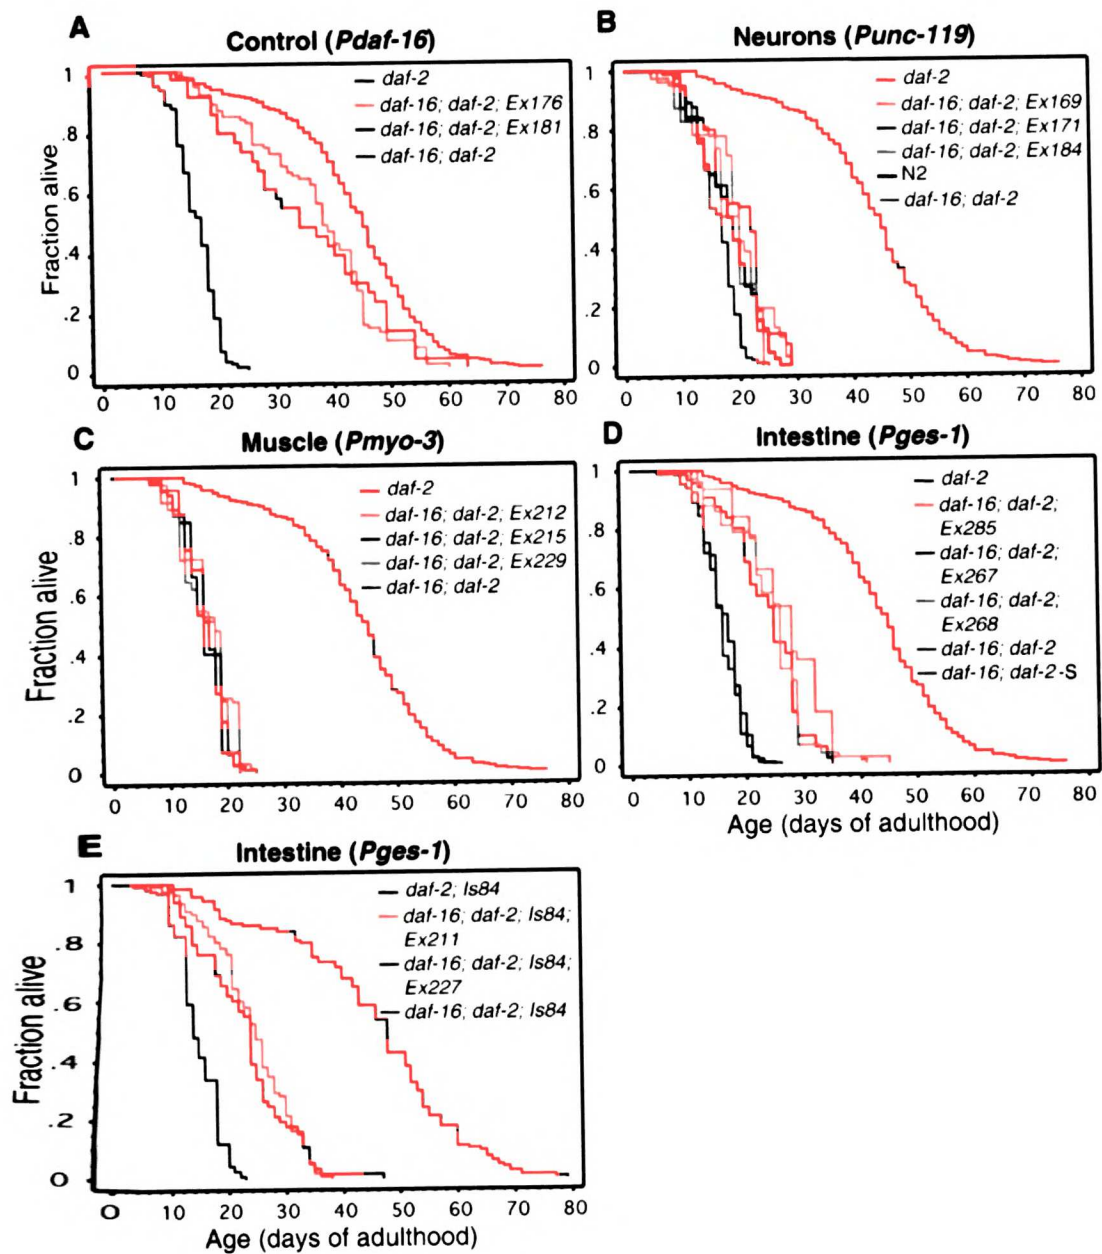 A
Control (Pdaf-16)
Fraction alive
1
.8
.6
.4
.2
0
0 10 20 30 40 50 60 70 80
daf-2
daf-16; daf-2; Ex176
daf-16; daf-2; Ex181
daf-16; daf-2
B
Neurons (Punc-119)
1
.8
.6
.4
.2
0
0 10 20 30 40 50 60 70 80
daf-2
daf-16; daf-2; Ex169
daf-16; daf-2; Ex171
daf-16; daf-2; Ex184
N2
daf-16; daf-2
C
Muscle (Pmyo-3)
Fraction alive
1
.8
.6
.4
.2
0
0 10 20 30 40 50 60 70 80
daf-2
daf-16; daf-2; Ex212
daf-16; daf-2; Ex215
daf-16; daf-2; Ex229
daf-16; daf-2
D
Intestine (Pges-1)
1
.8
.6
.4
.2
0
0 10 20 30 40 50 60 70 80
Age (days of adulthood)
daf-2
daf-16; daf-2;
Ex285
daf-16; daf-2;
Ex267
daf-16; daf-2;
Ex268
daf-16; daf-2
daf-16; daf-2-S
E
Intestine (Pges-1)
Fraction alive
1
.8
.6
.4
.2
0
0 10 20 30 40 50 60 70 80
Age (days of adulthood)
daf-2; Is84
daf-16; daf-2; Is84;
Ex211
daf-16; daf-2; Is84;
Ex227
daf-16; daf-2; Is84